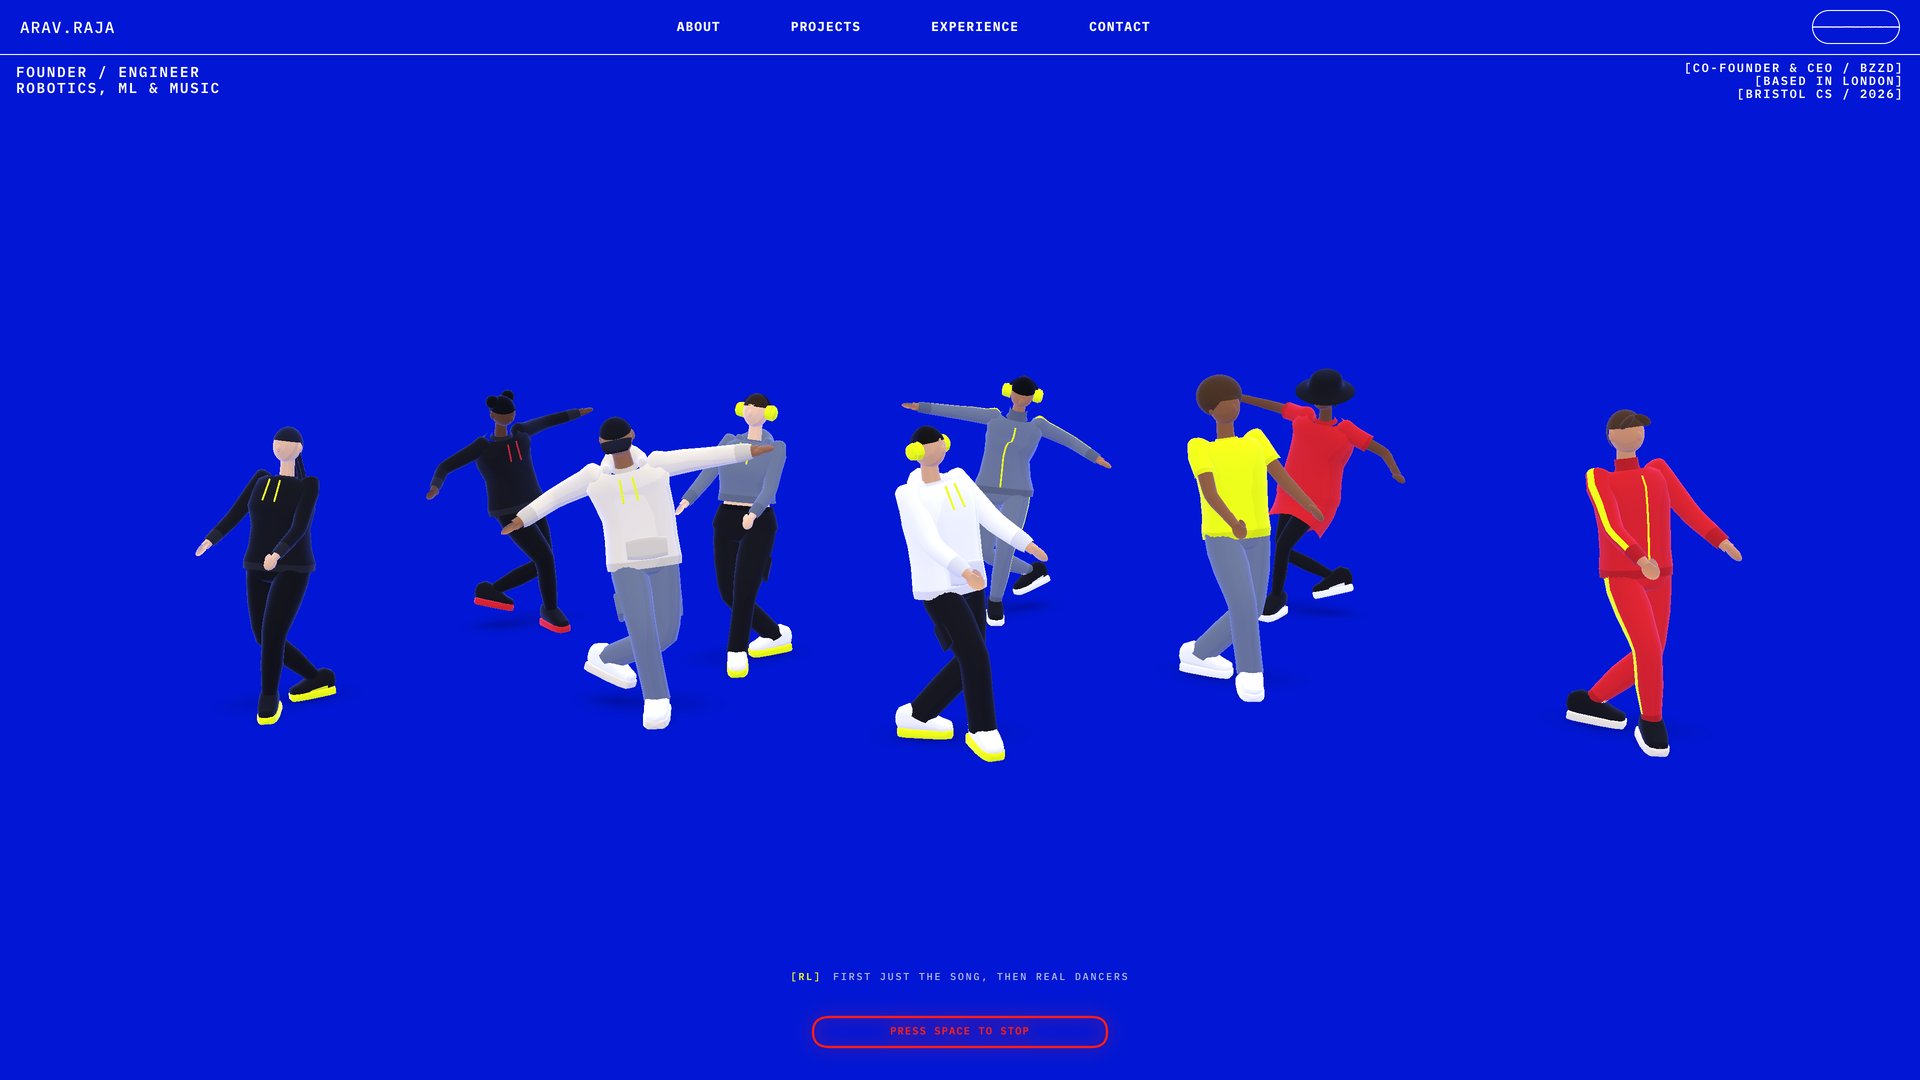 ARAV.RAJA
ABOUT
PROJECTS
EXPERIENCE
CONTACT
FOUNDER / ENGINEER
ROBOTICS, ML & MUSIC
[CO-FOUNDER & CEO / BZZD]
[BASED IN LONDON]
[BRISTOL CS / 2026]
[RL] FIRST JUST THE SONG, THEN REAL DANCERS
PRESS SPACE TO STOP